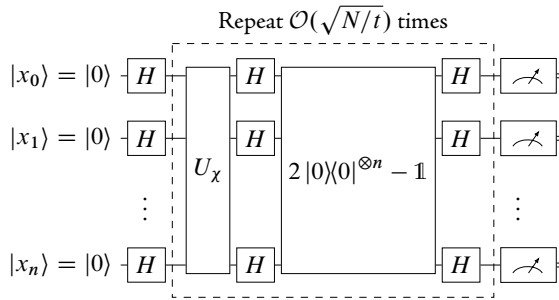 Repeat 𝒪(√N/t) times
|x₀⟩ = |0⟩ H H H
|x₁⟩ = |0⟩ H H H
U_χ 2 |0⟩⟨0|^⊗n − 𝟙
⋮ ⋮
|xₙ⟩ = |0⟩ H H H